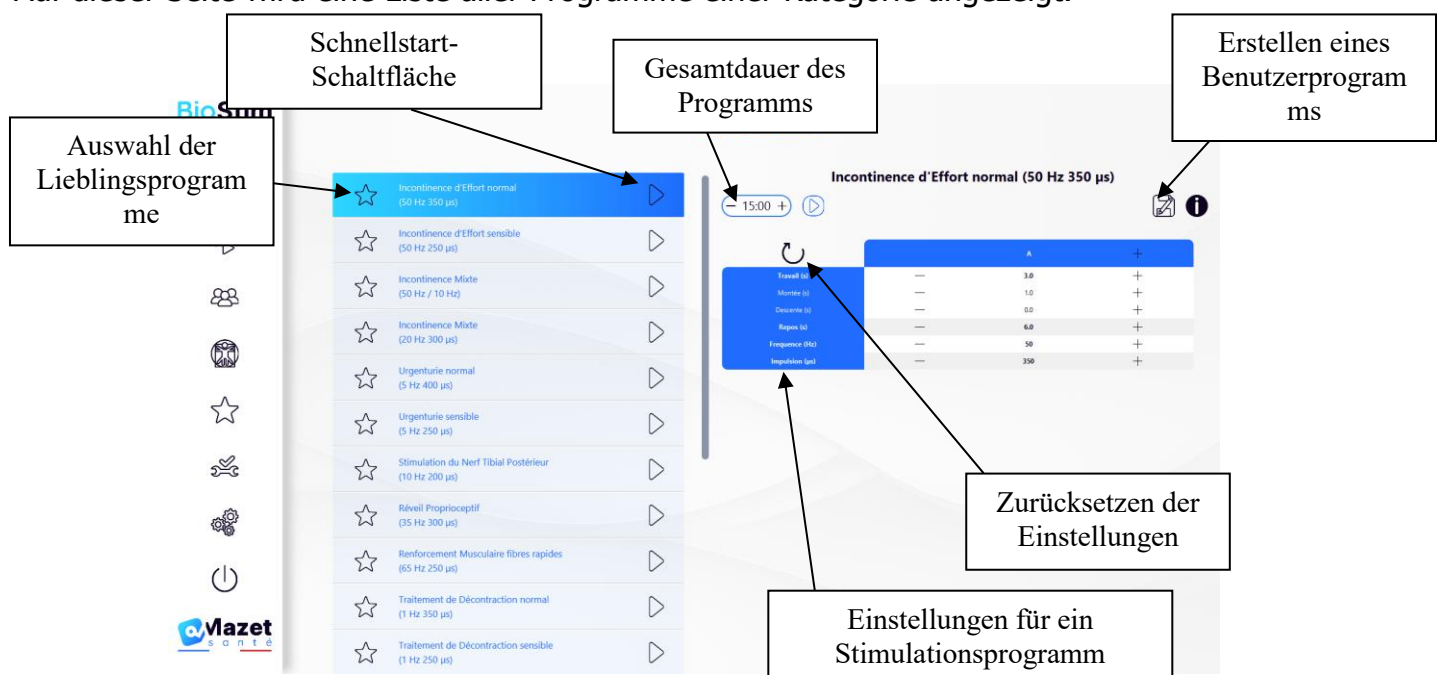 Auf dieser Seite wird eine Liste aller Programme einer Kategorie angezeigt.
Schnellstart-
Schaltfläche
Gesamtdauer des
Programms
Erstellen eines
Benutzerprogram
ms
Auswahl der
Lieblingsprogram
me
BioStim
Incontinence d'Effort normal
(50 Hz 350 µs)
Incontinence d'Effort sensible
(50 Hz 250 µs)
Incontinence Mixte
(50 Hz / 10 Hz)
Incontinence Mixte
(20 Hz 300 µs)
Urgenturie normal
(5 Hz 400 µs)
Urgenturie sensible
(5 Hz 250 µs)
Stimulation du Nerf Tibial Postérieur
(10 Hz 200 µs)
Réveil Proprioceptif
(35 Hz 300 µs)
Renforcement Musculaire fibres rapides
(65 Hz 250 µs)
Traitement de Décontraction normal
(1 Hz 350 µs)
Traitement de Décontraction sensible
(1 Hz 250 µs)
Mazet
santé
Incontinence d'Effort normal (50 Hz 350 µs)
− 15:00 +
A +
Travail (s) — 3.0 +
Montée (s) — 1.0 +
Descente (s) — 0.0 +
Repos (s) — 6.0 +
Frequence (Hz) — 50 +
Impulsion (µs) — 350 +
Zurücksetzen der
Einstellungen
Einstellungen für ein
Stimulationsprogramm